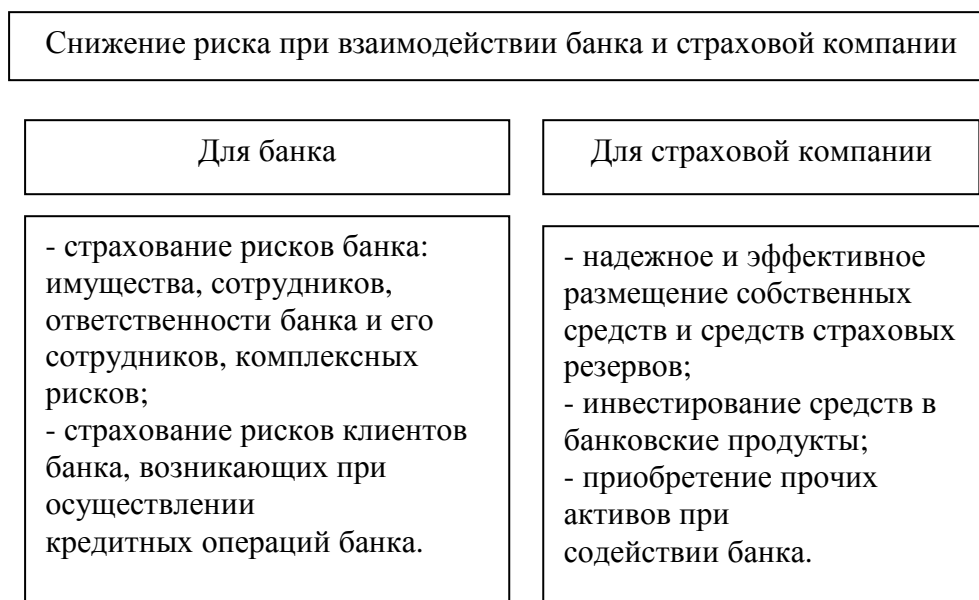 Снижение риска при взаимодействии банка и страховой компании
Для банка
Для страховой компании
- страхование рисков банка:
имущества, сотрудников,
ответственности банка и его
сотрудников, комплексных
рисков;
- страхование рисков клиентов
банка, возникающих при
осуществлении
кредитных операций банка.
- надежное и эффективное
размещение собственных
средств и средств страховых
резервов;
- инвестирование средств в
банковские продукты;
- приобретение прочих
активов при
содействии банка.